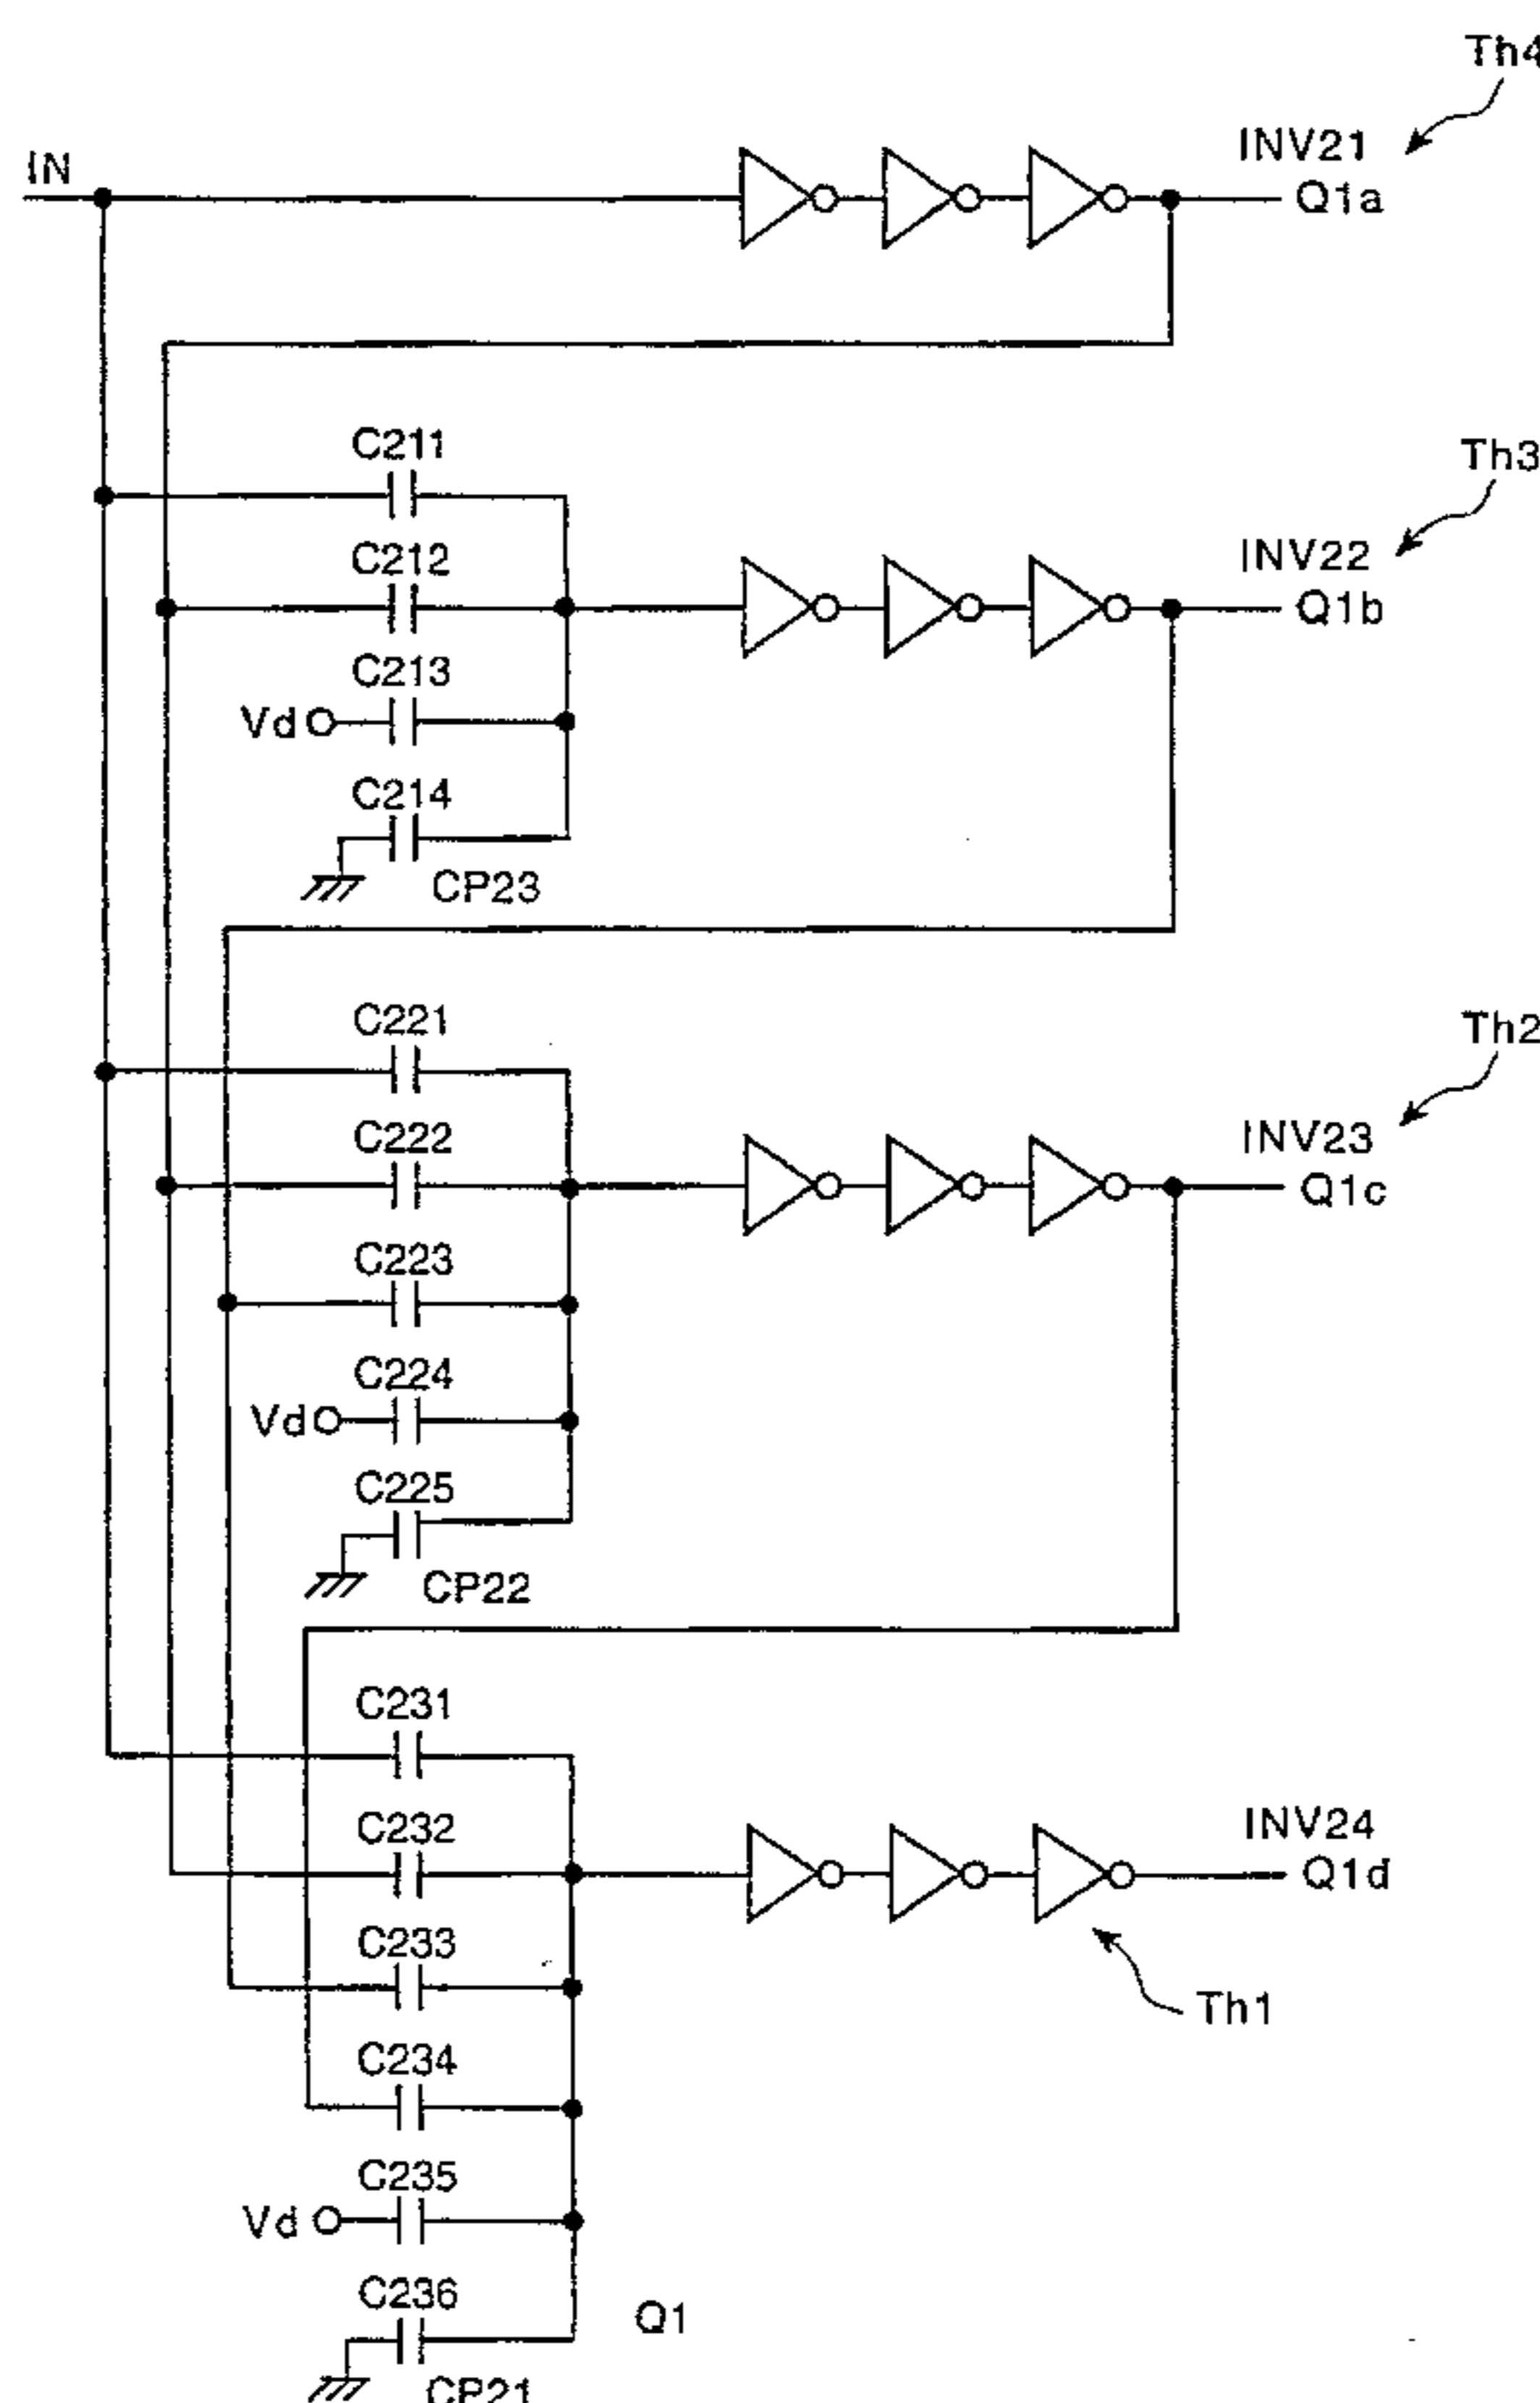 Th4
INV21
IN
Q1a
C211
Th3
C212
INV22
Q1b
C213
Vd
C214
CP23
C221
Th2
C222
INV23
Q1c
C223
C224
Vd
C225
CP22
C231
C232
INV24
Q1d
C233
Th1
C234
C235
Vd
C236
Q1
CP21